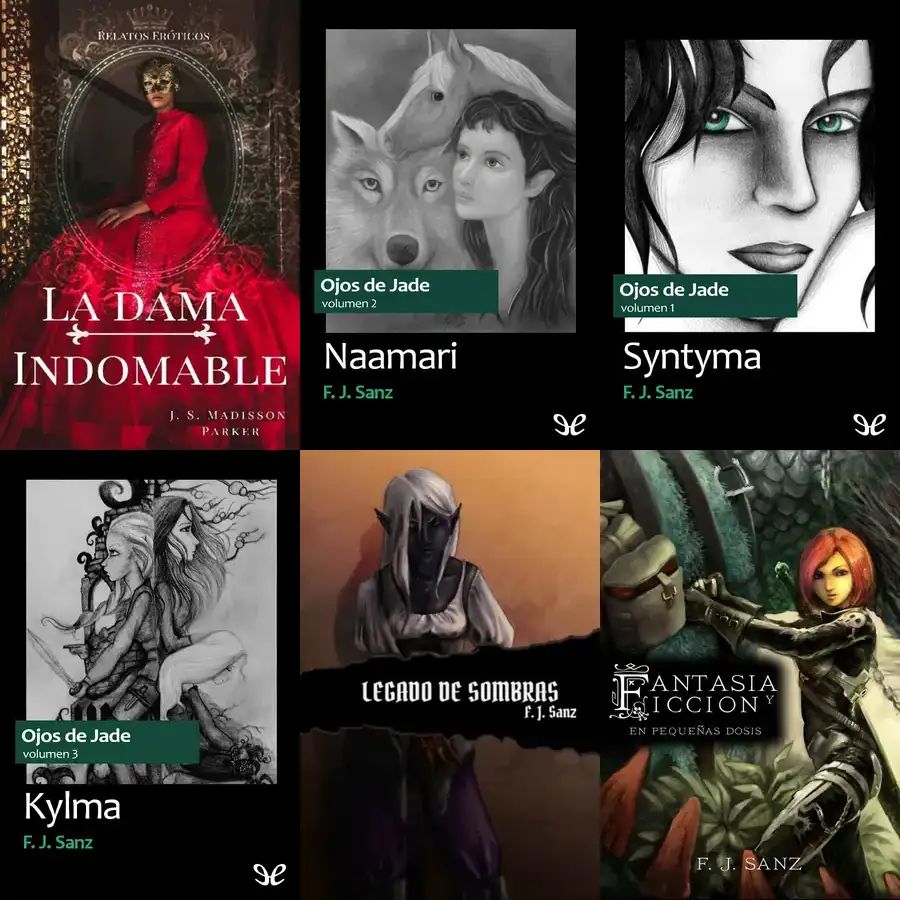 RELATOS ERÓTICOS
LA DAMA
INDOMABLE
J. S. MADISSON
PARKER
Ojos de Jade
volumen 2
Naamari
F. J. Sanz
Ojos de Jade
volumen 1
Syntyma
F. J. Sanz
Ojos de Jade
volumen 3
Kylma
F. J. Sanz
LEGADO DE SOMBRAS
F. J. Sanz
FANTASIA Y
FICCION
EN PEQUEÑAS DOSIS
F. J. SANZ